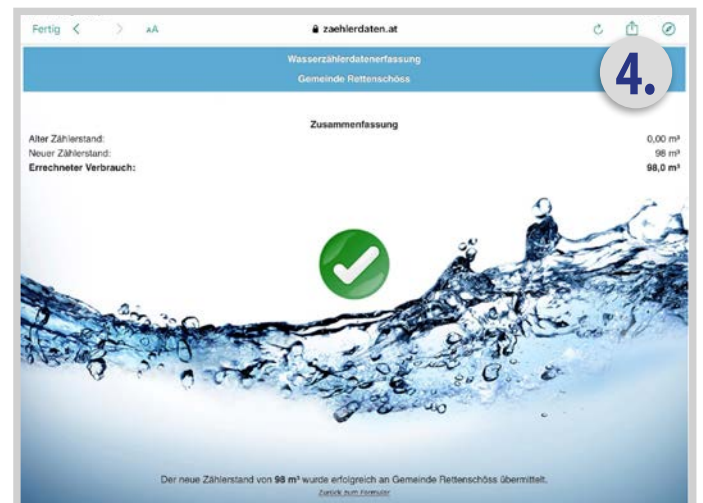 Fertig
AA
zaehlerdaten.at
4.
Wasserzählerdatenerfassung
Gemeinde Rettenschöss
Zusammenfassung
Alter Zählerstand: 0,00 m³
Neuer Zählerstand: 98 m³
Errechneter Verbrauch: 98,0 m³
Der neue Zählerstand von 98 m³ wurde erfolgreich an Gemeinde Rettenschöss übermittelt.
Zurück zum Formular